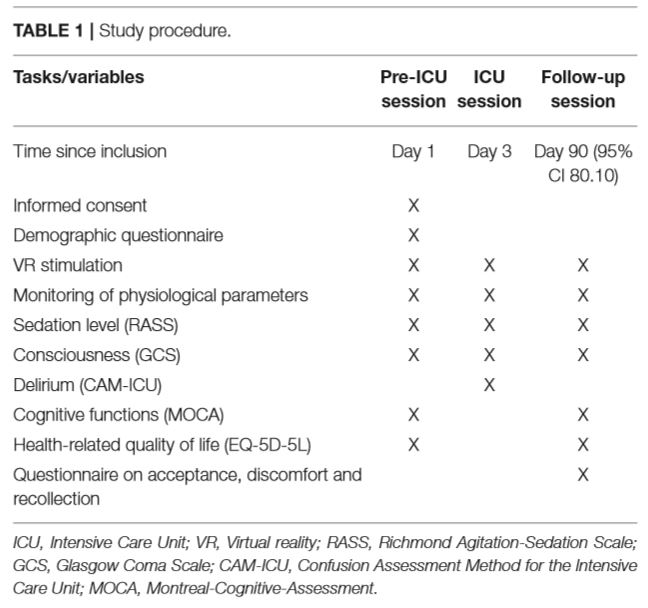 TABLE 1 | Study procedure.
Tasks/variables Pre-ICU session ICU session Follow-up session
Time since inclusion Day 1 Day 3 Day 90 (95% CI 80.10)
Informed consent X
Demographic questionnaire X
VR stimulation X X X
Monitoring of physiological parameters X X X
Sedation level (RASS) X X X
Consciousness (GCS) X X X
Delirium (CAM-ICU) X
Cognitive functions (MOCA) X X
Health-related quality of life (EQ-5D-5L) X X
Questionnaire on acceptance, discomfort and X
recollection
ICU, Intensive Care Unit; VR, Virtual reality; RASS, Richmond Agitation-Sedation Scale;
GCS, Glasgow Coma Scale; CAM-ICU, Confusion Assessment Method for the Intensive
Care Unit; MOCA, Montreal-Cognitive-Assessment.